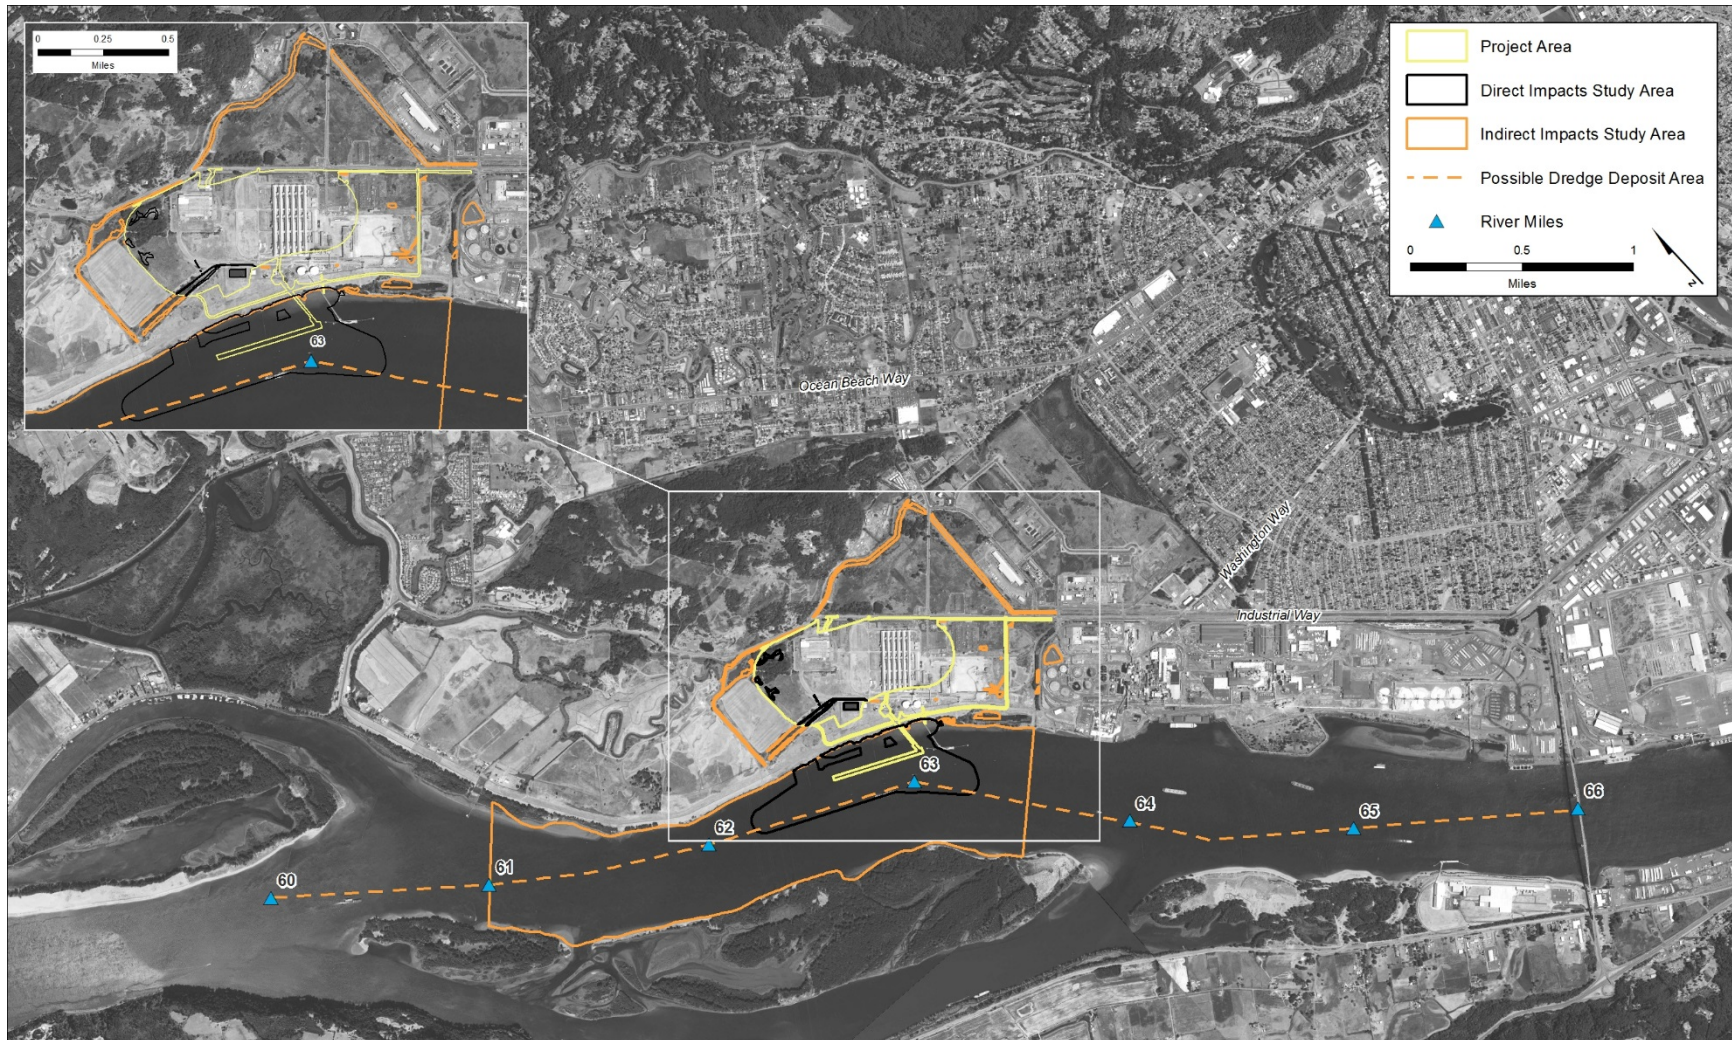 0 0.25 0.5
Miles
63
Project Area
Direct Impacts Study Area
Indirect Impacts Study Area
Possible Dredge Deposit Area
River Miles
0 0.5 1
Miles
N
Ocean Beach Way
Washington Way
Industrial Way
63
64
65
66
62
61
60